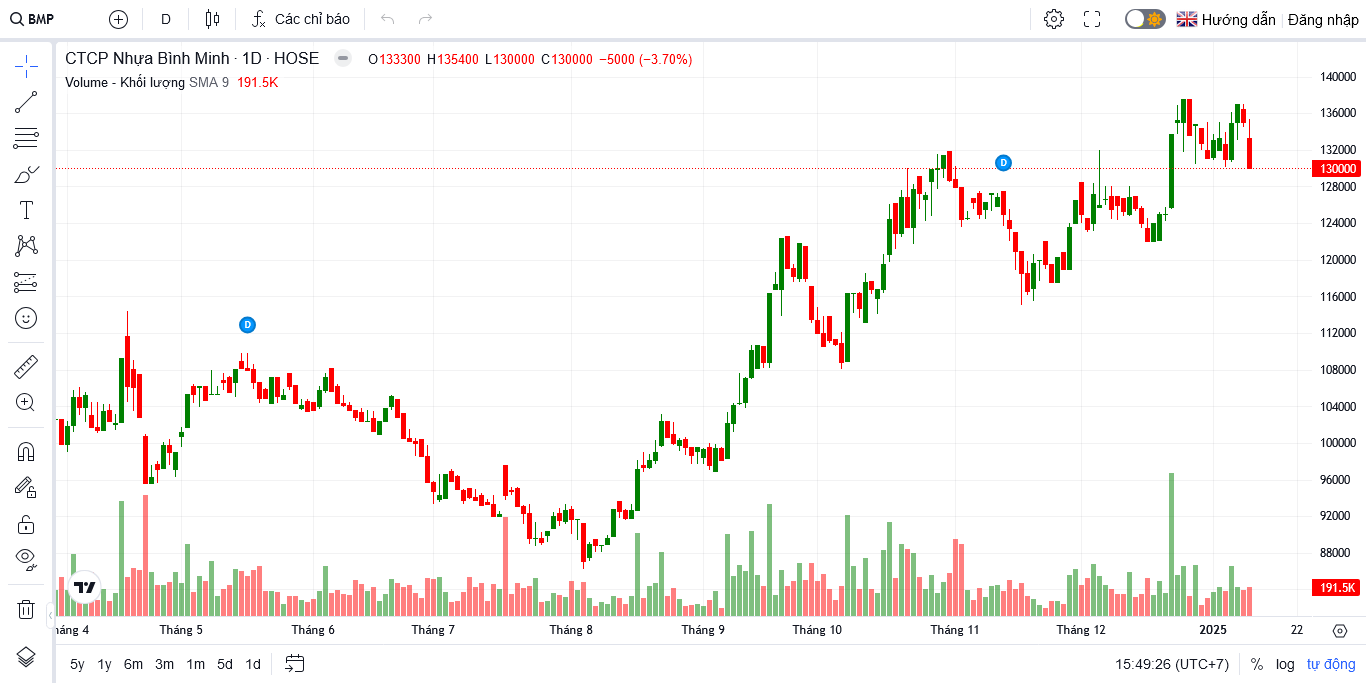 BMP D Các chỉ báo Hướng dẫn Đăng nhập
CTCP Nhựa Bình Minh · 1D · HOSE O133300 H135400 L130000 C130000 −5000 (−3.70%)
Volume - Khối lượng SMA 9 191.5K
140000
136000
132000
130000
128000
124000
120000
116000
112000
108000
104000
100000
96000
92000
88000
191.5K
D
D
háng 4 Tháng 5 Tháng 6 Tháng 7 Tháng 8 Tháng 9 Tháng 10 Tháng 11 Tháng 12 2025 22
5y 1y 6m 3m 1m 5d 1d 15:49:26 (UTC+7) % log tự động